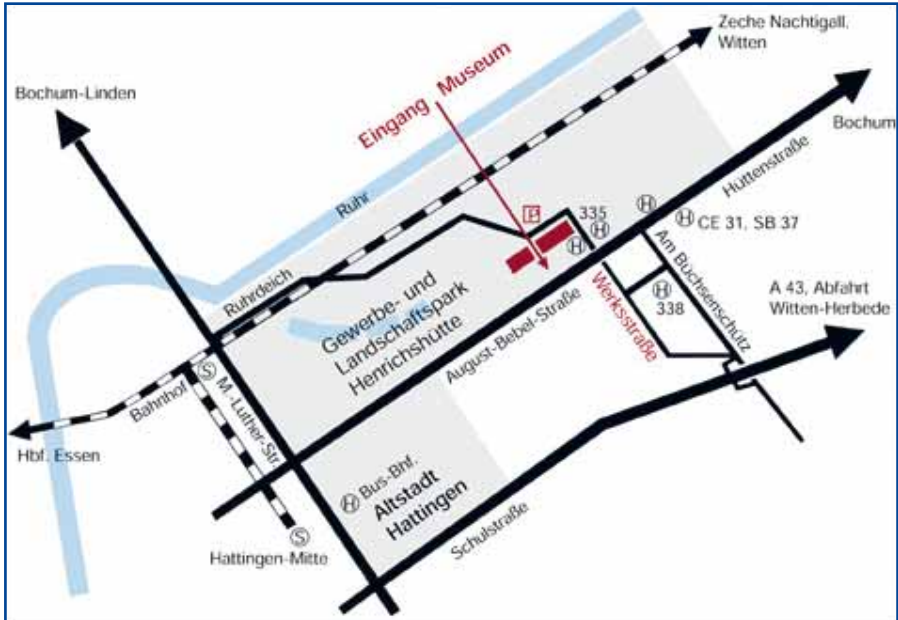 Zeche Nachtigall,
Witten
Bochum-Linden
Eingang Museum
Bochum
Hüttenstraße
Ruhr
P
335
H
H
H
H CE 31, SB 37
Am Büchsenschütz
Ruhrdeich
Gewerbe- und
Landschaftspark
Henrichshütte
August-Bebel-Straße
Werksstraße
H
338
A 43, Abfahrt
Witten-Herbede
Bahnhof
S
M.-Luther-Str.
Hbf. Essen
H Bus-Bhf.
Altstadt
Hattingen
Schulstraße
S
Hattingen-Mitte